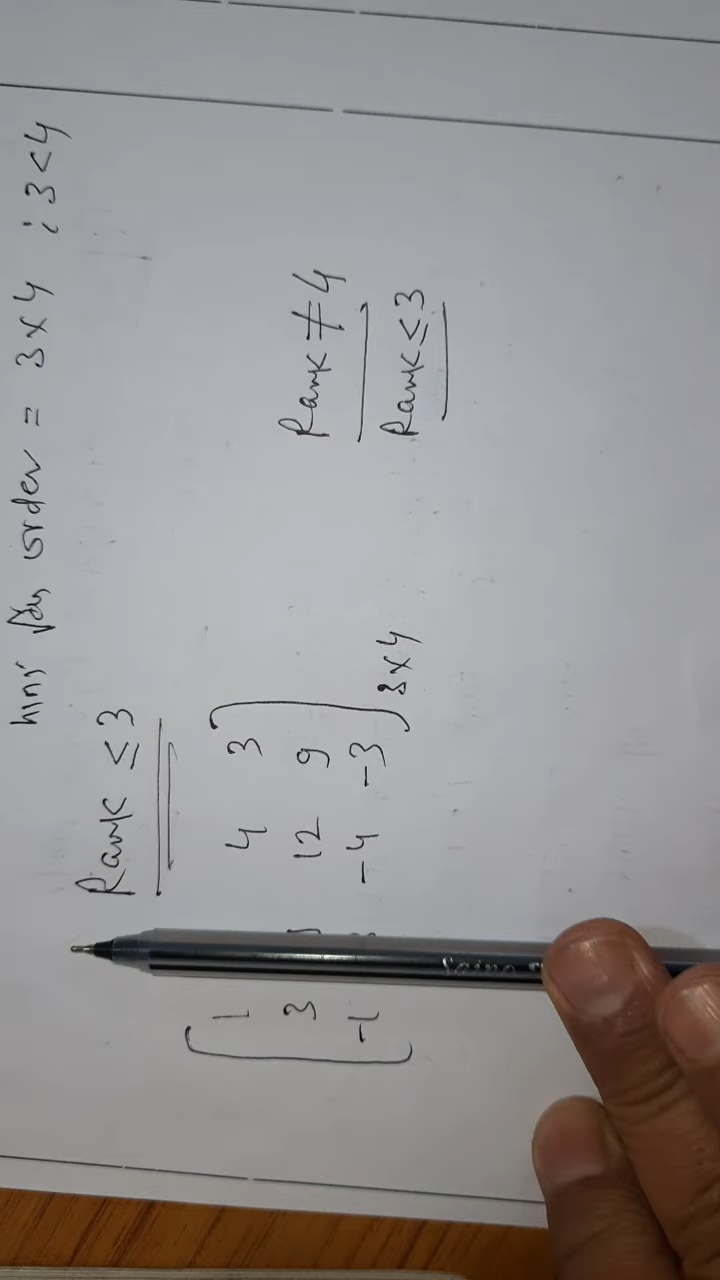 order = 3 × 4 ; 3 < 4
Rank ≤ 3
1 4 3
3 12 9
-1 -4 -3
3×4
Rank ≠ 4
Rank ≤ 3